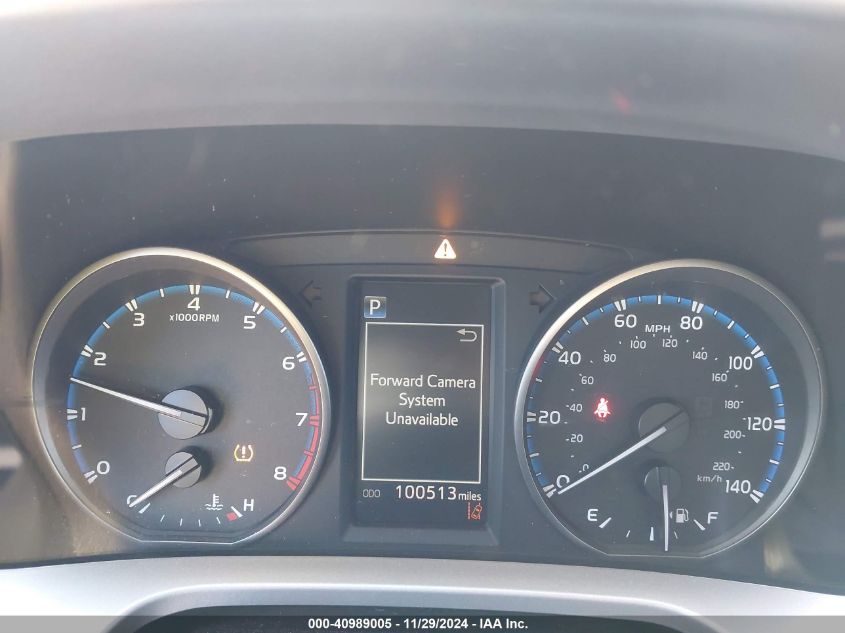 0 1 2 3 4 5 6 7 8
x1000RPM
C H
P
Forward Camera
System
Unavailable
ODO 100513 miles
0 20 40 60 80 100 120 140
MPH
0 20 40 60 80 100 120 140 160 180 200 220
km/h
E F
000-40989005 - 11/29/2024 - IAA Inc.